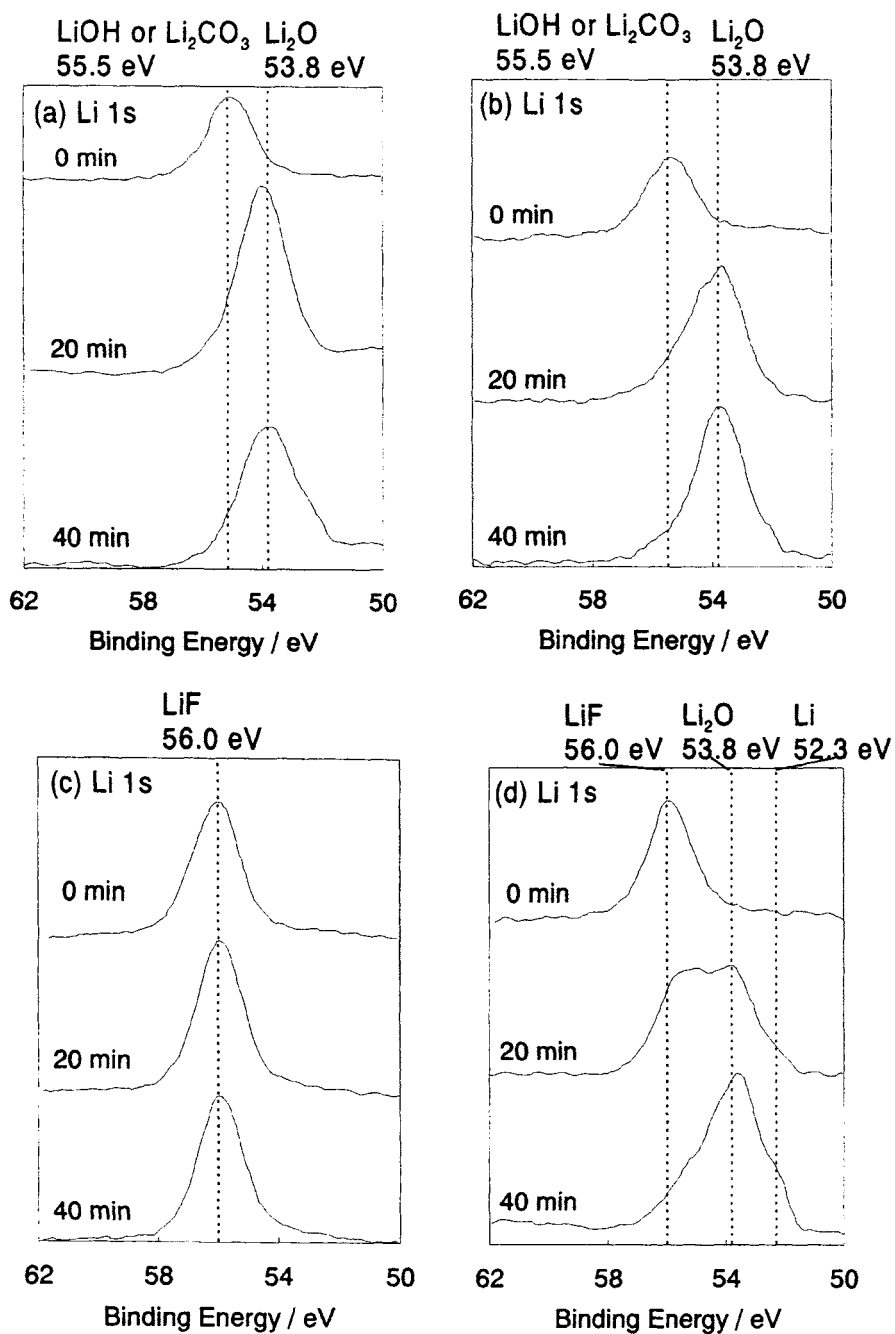 LiOH or Li₂CO₃ Li₂O
55.5 eV 53.8 eV
(a) Li 1s
0 min
20 min
40 min
62 58 54 50
Binding Energy / eV
LiOH or Li₂CO₃ Li₂O
55.5 eV 53.8 eV
(b) Li 1s
0 min
20 min
40 min
62 58 54 50
Binding Energy / eV
LiF
56.0 eV
(c) Li 1s
0 min
20 min
40 min
62 58 54 50
Binding Energy / eV
LiF Li₂O Li
56.0 eV 53.8 eV 52.3 eV
(d) Li 1s
0 min
20 min
40 min
62 58 54 50
Binding Energy / eV